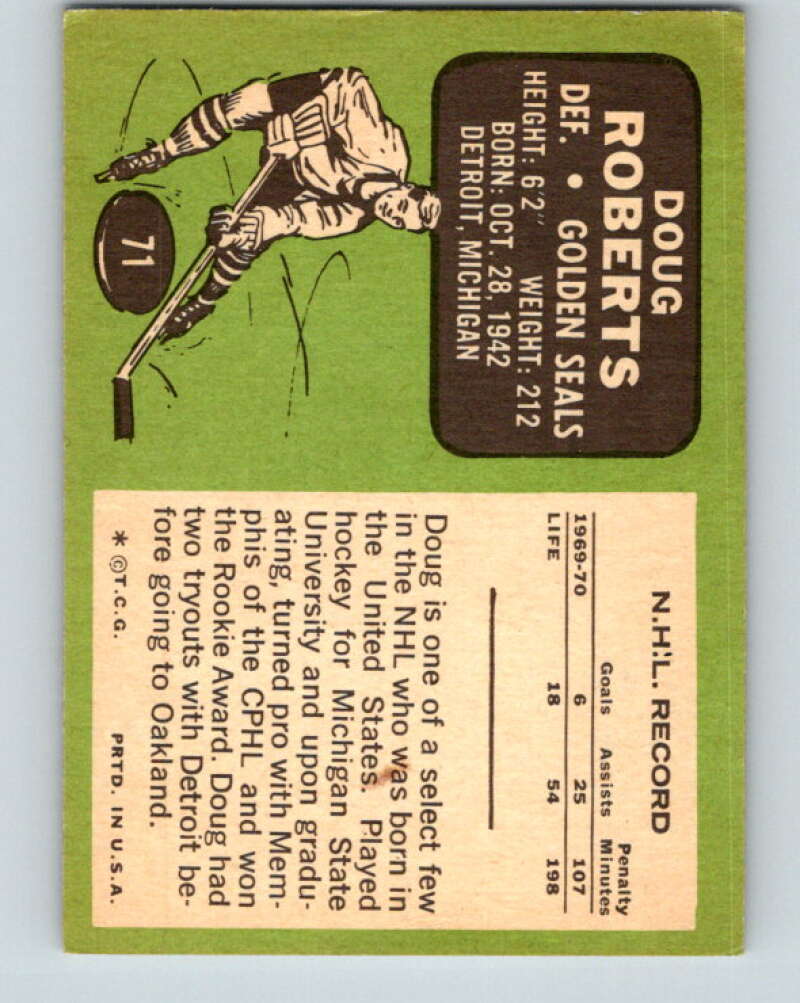 DOUG
ROBERTS
DEF. • GOLDEN SEALS
HEIGHT: 6'2" WEIGHT: 212
BORN: OCT. 28, 1942
DETROIT, MICHIGAN
71
N.H.L. RECORD
Goals Assists Penalty Minutes
1969-70 6 25 107
LIFE 18 54 198
Doug is one of a select few
in the NHL who was born in
the United States. Played
hockey for Michigan State
University and upon gradu-
ating, turned pro with Mem-
phis of the CPHL and won
the Rookie Award. Doug had
two tryouts with Detroit be-
fore going to Oakland.
* ©T.C.G. PRTD. IN U.S.A.